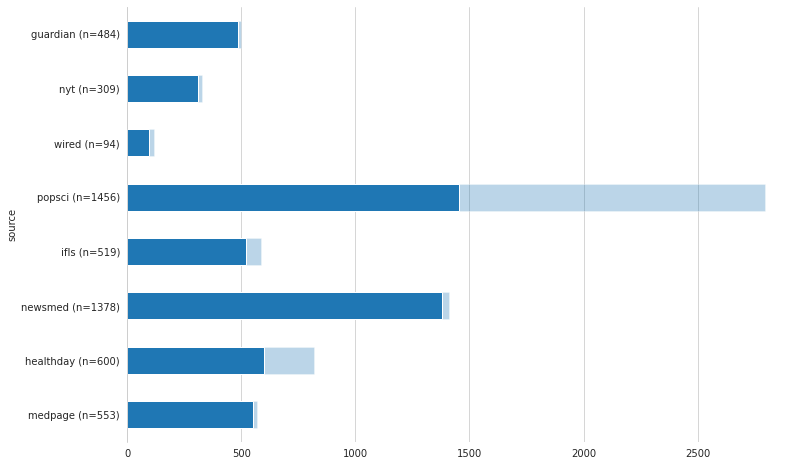 guardian (n=484)
nyt (n=309)
wired (n=94)
popsci (n=1456)
ifls (n=519)
newsmed (n=1378)
healthday (n=600)
medpage (n=553)
source
0 500 1000 1500 2000 2500